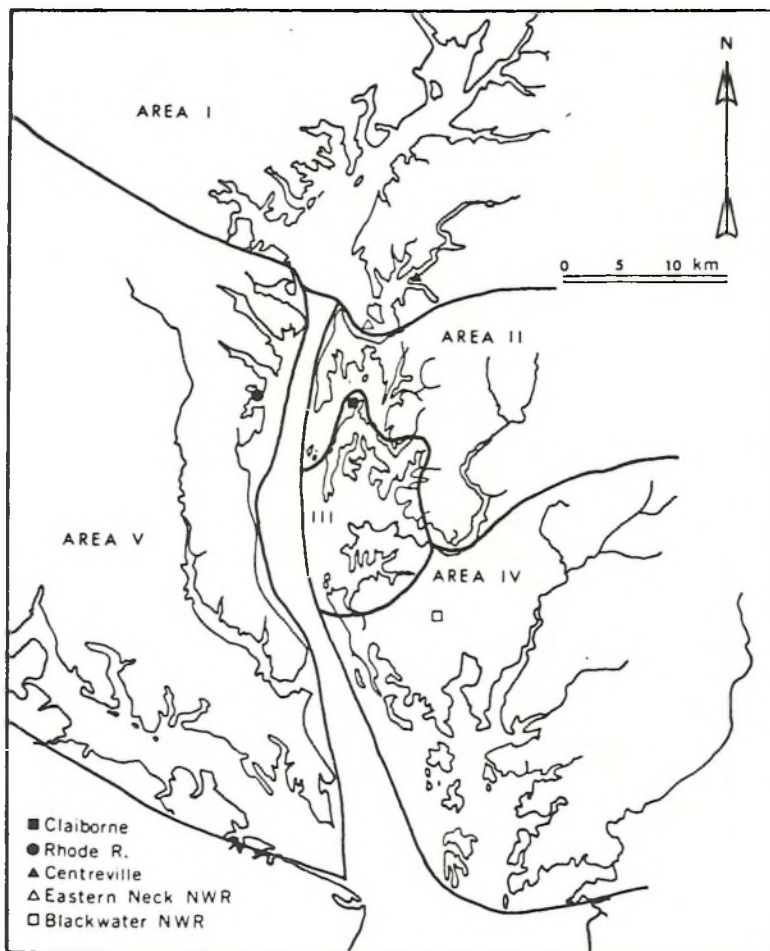 N
AREA I
0 5 10 km
AREA II
III
AREA V
AREA IV
Claiborne
Rhode R.
Centreville
Eastern Neck NWR
Blackwater NWR